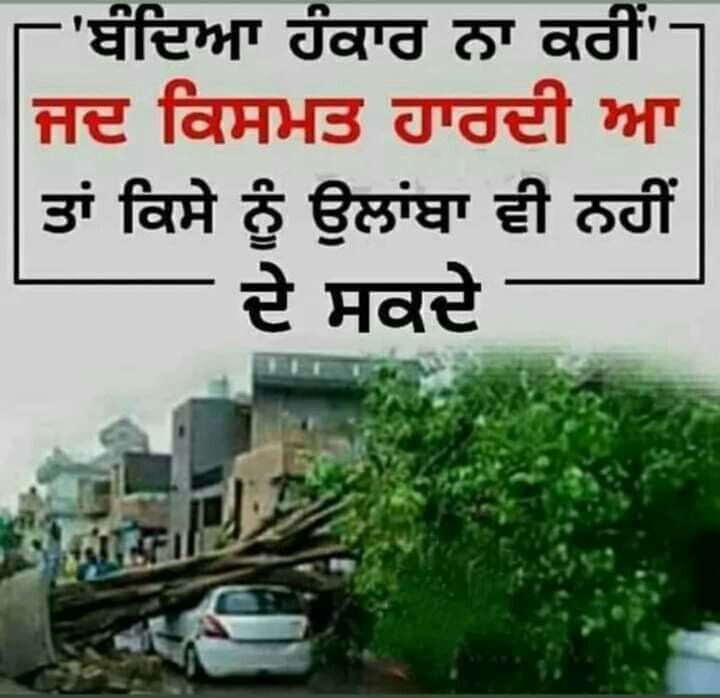 'ਬੰਦਿਆ ਹੰਕਾਰ ਨਾ ਕਰੀਂ'
ਜਦ ਕਿਸਮਤ ਹਾਰਦੀ ਆ
ਤਾਂ ਕਿਸੇ ਨੂੰ ਉਲਾਂਬਾ ਵੀ ਨਹੀਂ
ਦੇ ਸਕਦੇ